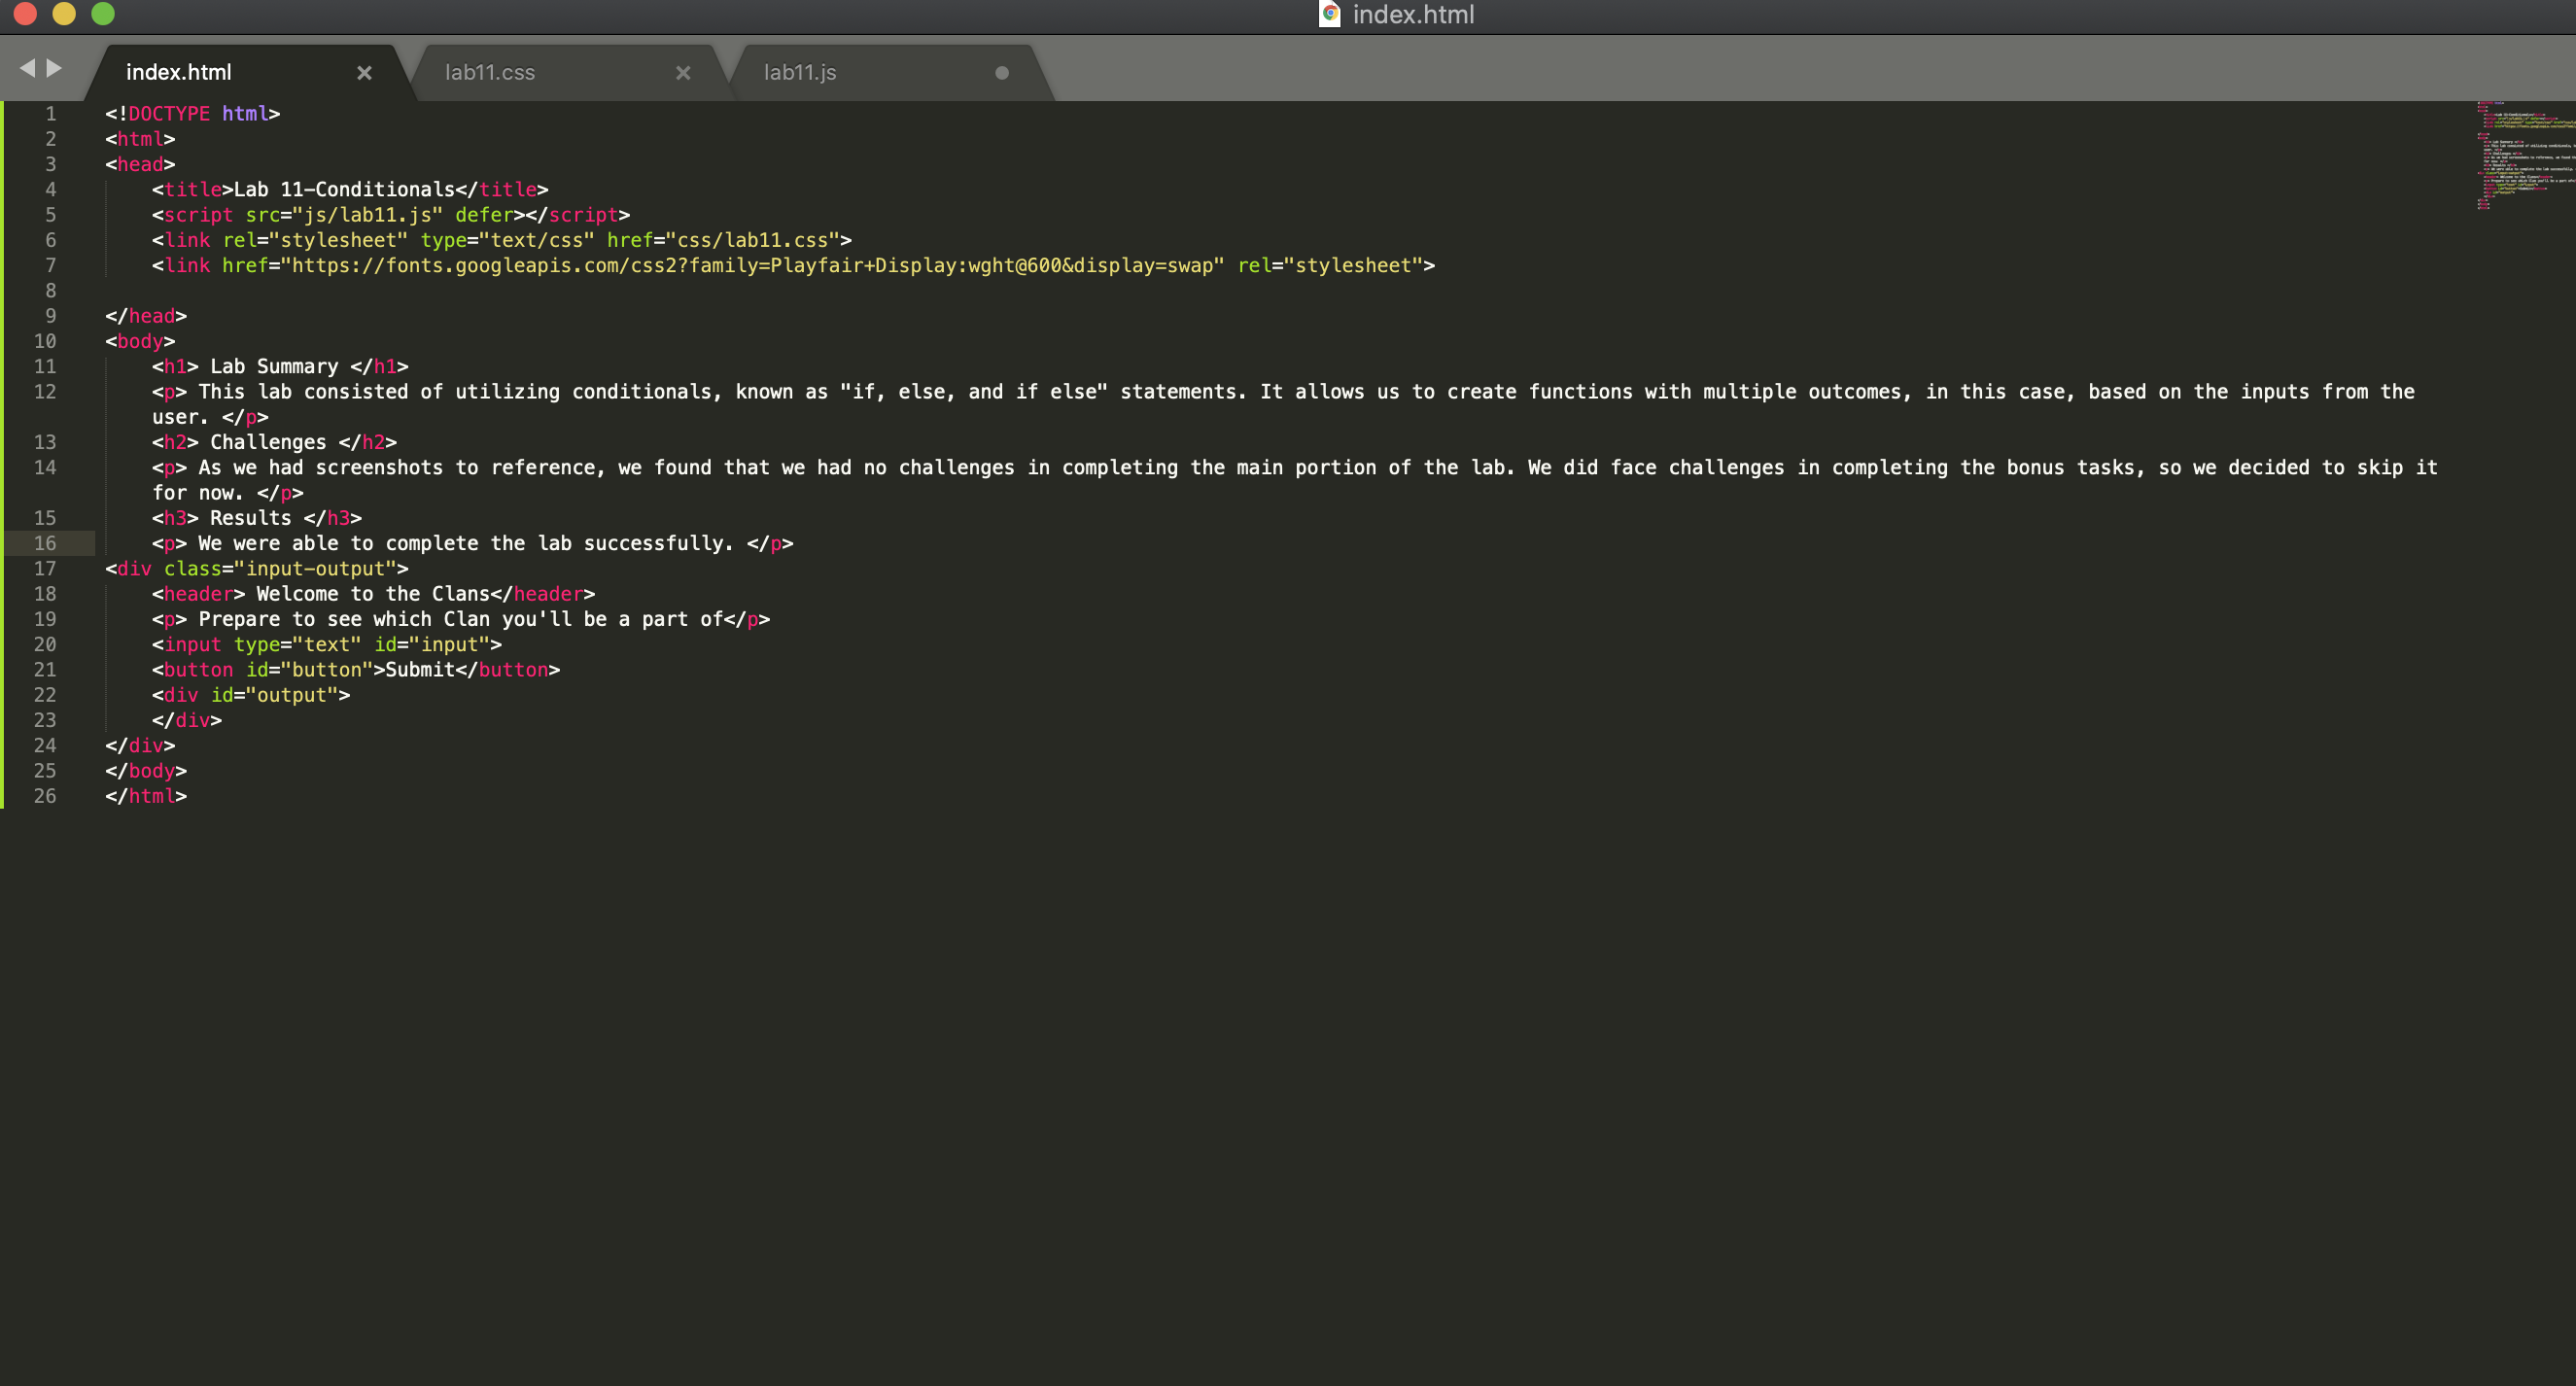 index.html
index.html
lab11.css
lab11.js
1 <!DOCTYPE html>
2 <html>
3 <head>
4 <title>Lab 11-Conditionals</title>
5 <script src="js/lab11.js" defer></script>
6 <link rel="stylesheet" type="text/css" href="css/lab11.css">
7 <link href="https://fonts.googleapis.com/css2?family=Playfair+Display:wght@600&display=swap" rel="stylesheet">
8
9 </head>
10 <body>
11 <h1> Lab Summary </h1>
12 <p> This lab consisted of utilizing conditionals, known as "if, else, and if else" statements. It allows us to create functions with multiple outcomes, in this case, based on the inputs from the
user. </p>
13 <h2> Challenges </h2>
14 <p> As we had screenshots to reference, we found that we had no challenges in completing the main portion of the lab. We did face challenges in completing the bonus tasks, so we decided to skip it
for now. </p>
15 <h3> Results </h3>
16 <p> We were able to complete the lab successfully. </p>
17 <div class="input-output">
18 <header> Welcome to the Clans</header>
19 <p> Prepare to see which Clan you'll be a part of</p>
20 <input type="text" id="input">
21 <button id="button">Submit</button>
22 <div id="output">
23 </div>
24 </div>
25 </body>
26 </html>